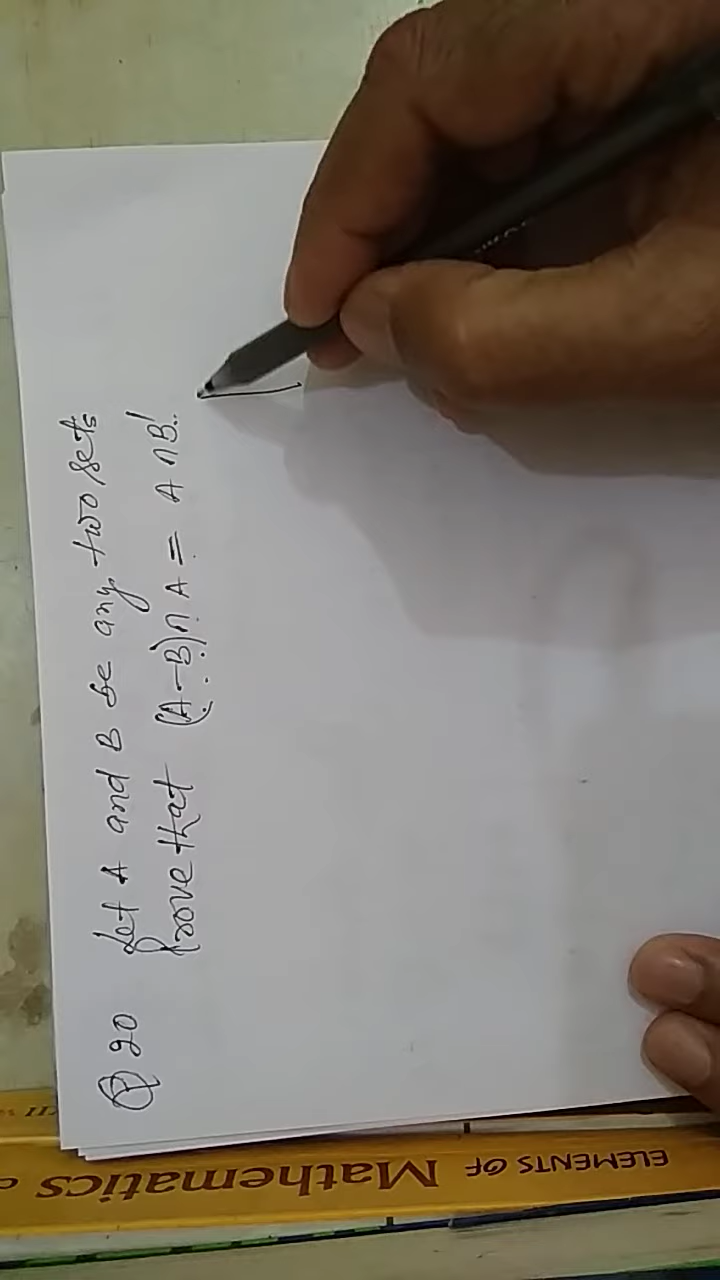 Q 20 Let A and B be any two sets
Prove that (A-B)∩A = A∩B'.
ELEMENTS OF Mathematics